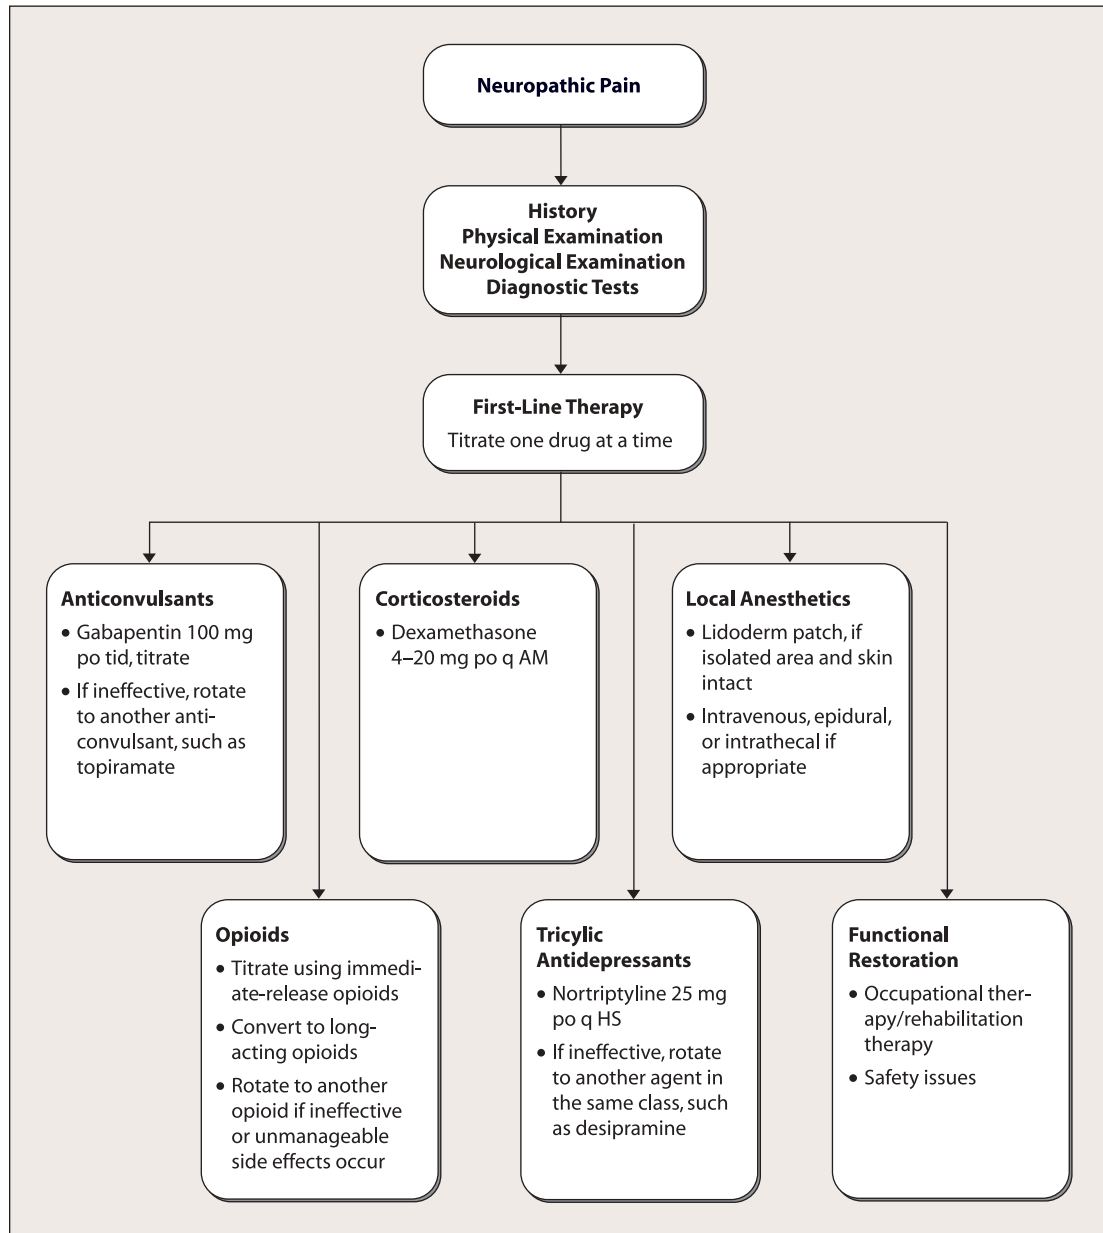 Neuropathic Pain
History
Physical Examination
Neurological Examination
Diagnostic Tests
First-Line Therapy
Titrate one drug at a time
Anticonvulsants
• Gabapentin 100 mg
po tid, titrate
• If ineffective, rotate
to another anti-
convulsant, such as
topiramate
Corticosteroids
• Dexamethasone
4–20 mg po q AM
Local Anesthetics
• Lidoderm patch, if
isolated area and skin
intact
• Intravenous, epidural,
or intrathecal if
appropriate
Opioids
• Titrate using immedi-
ate-release opioids
• Convert to long-
acting opioids
• Rotate to another
opioid if ineffective
or unmanageable
side effects occur
Tricylic
Antidepressants
• Nortriptyline 25 mg
po q HS
• If ineffective, rotate
to another agent in
the same class, such
as desipramine
Functional
Restoration
• Occupational ther-
apy/rehabilitation
therapy
• Safety issues